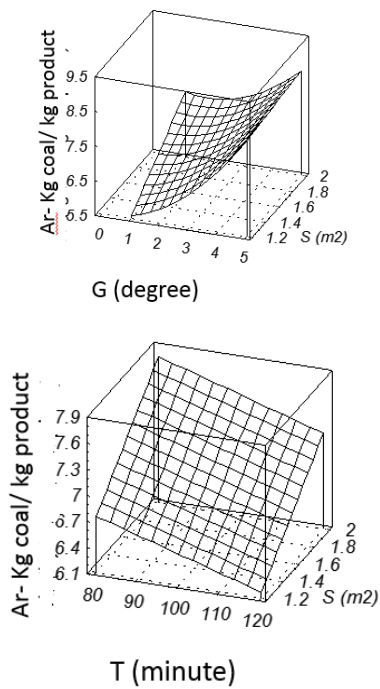 Ar- Kg coal/ kg product
9.5
8.5
7.5
6.5
5.5
0 1 2 3 4 5
G (degree)
1.2 1.4 1.6 1.8 2
S (m2)
Ar- Kg coal/ kg product
7.9
7.6
7.3
7
6.7
6.4
6.1
80 90 100 110 120
T (minute)
1.2 1.4 1.6 1.8 2
S (m2)